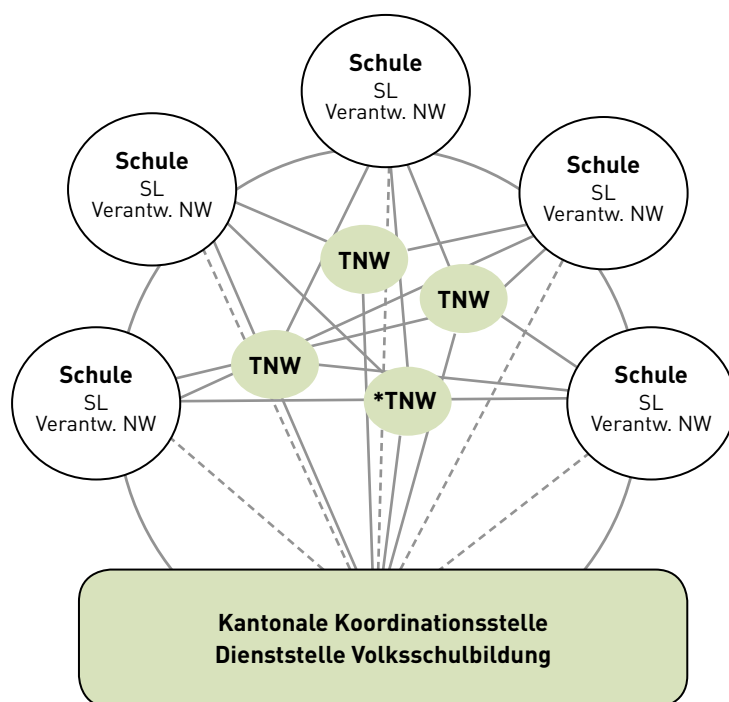 Schule
SL
Verantw. NW
Schule
SL
Verantw. NW
Schule
SL
Verantw. NW
TNW
TNW
TNW
*TNW
Schule
SL
Verantw. NW
Schule
SL
Verantw. NW
Kantonale Koordinationsstelle
Dienststelle Volksschulbildung